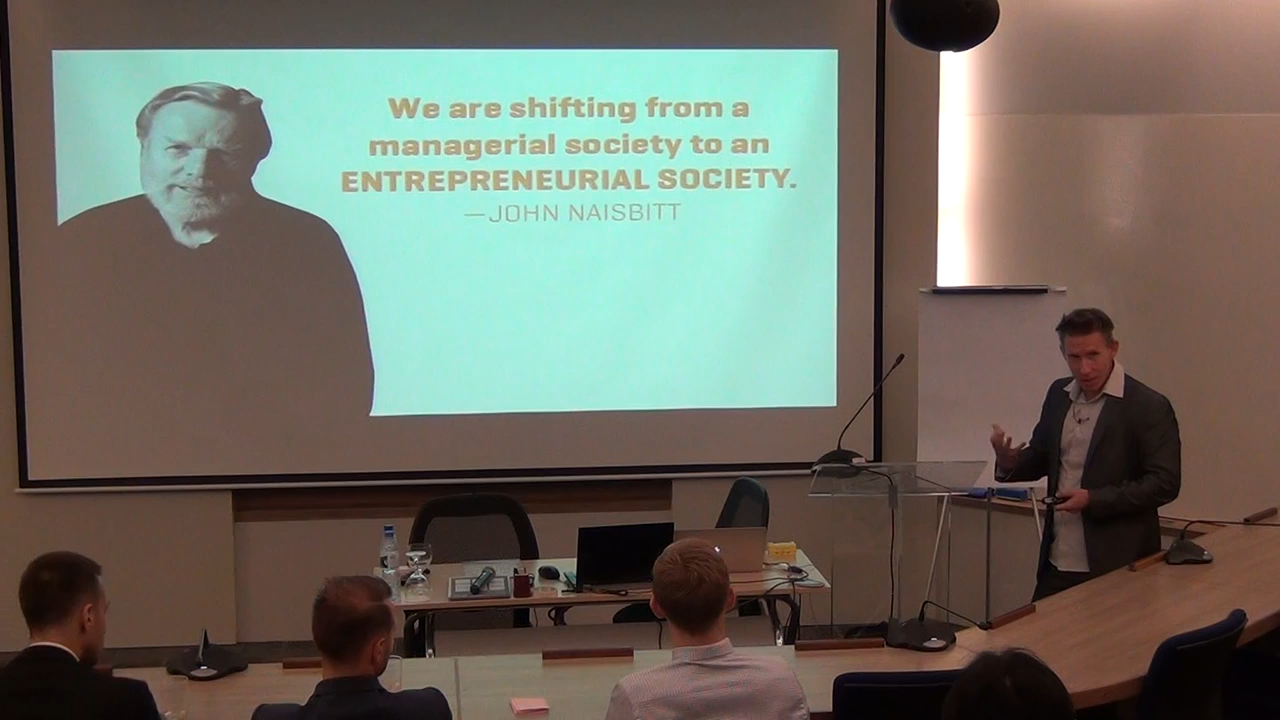 We are shifting from a
managerial society to an
ENTREPRENEURIAL SOCIETY.
—JOHN NAISBITT